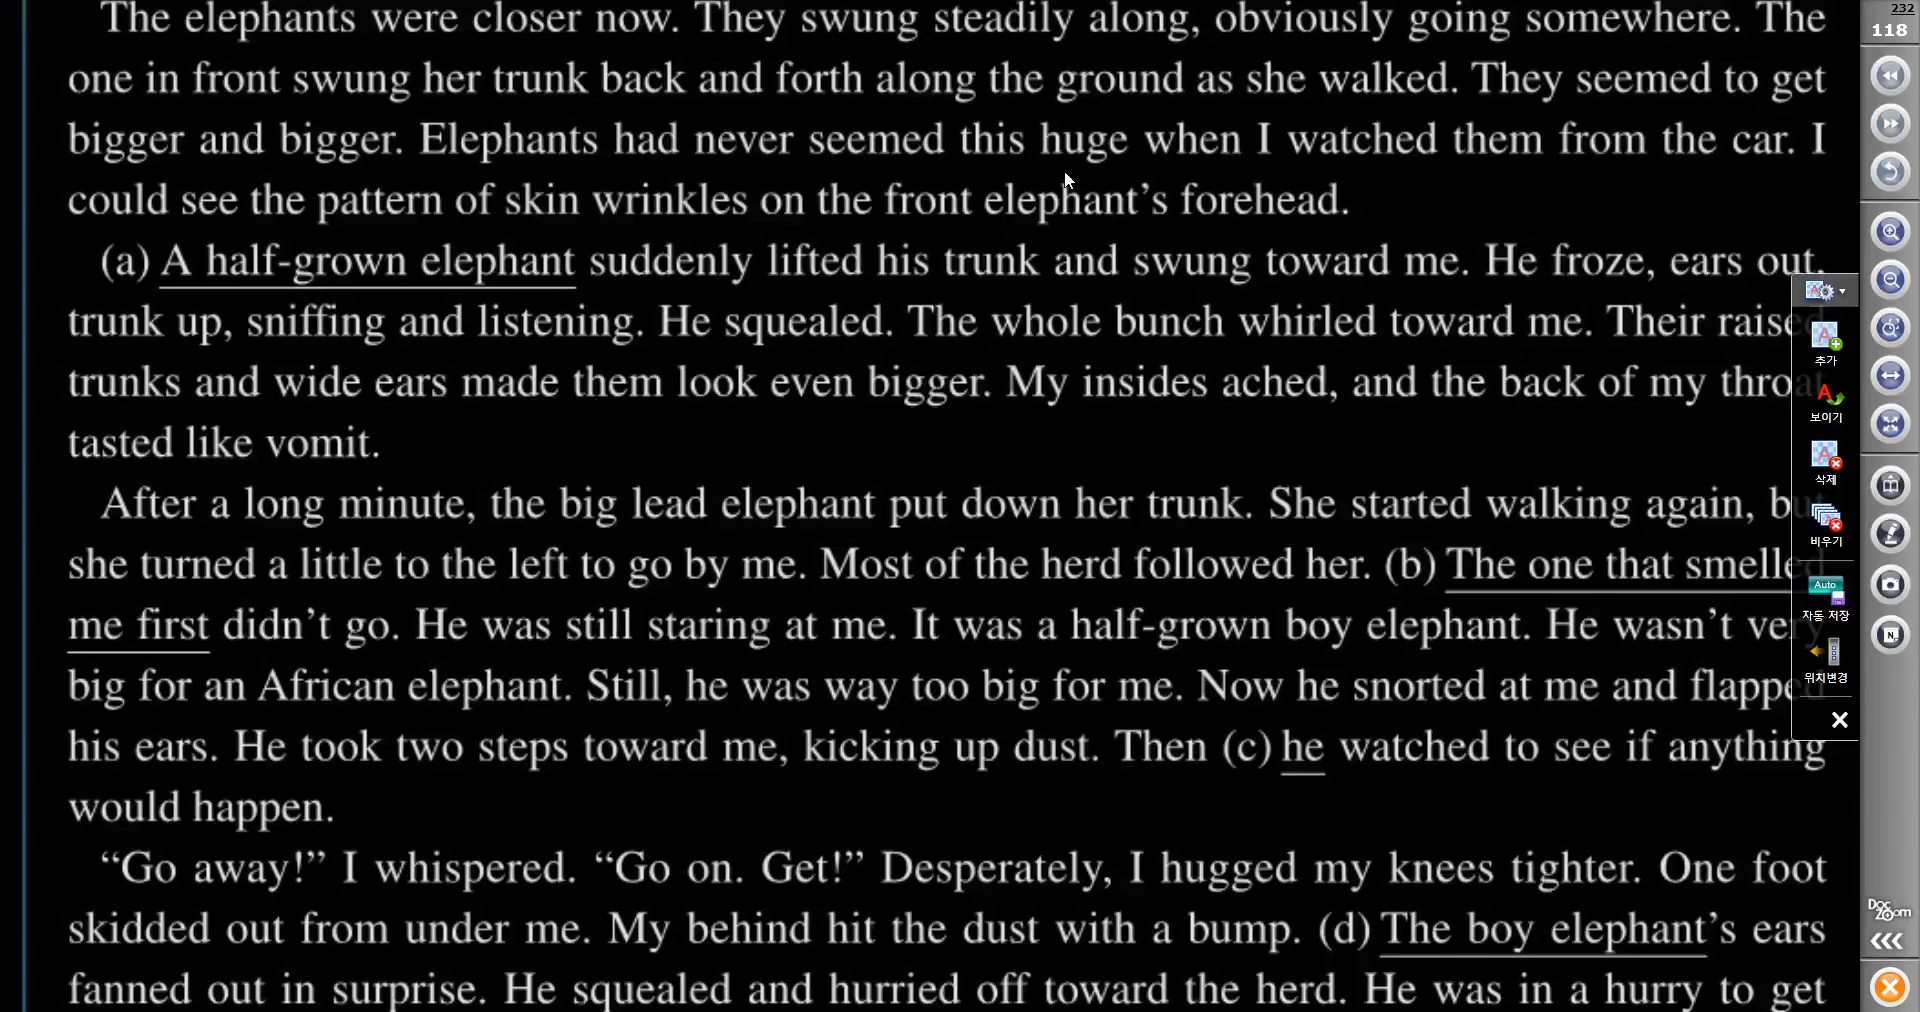 The elephants were closer now. They swung steadily along, obviously going somewhere. The
one in front swung her trunk back and forth along the ground as she walked. They seemed to get
bigger and bigger. Elephants had never seemed this huge when I watched them from the car. I
could see the pattern of skin wrinkles on the front elephant’s forehead.
(a) A half-grown elephant suddenly lifted his trunk and swung toward me. He froze, ears out,
trunk up, sniffing and listening. He squealed. The whole bunch whirled toward me. Their raised
trunks and wide ears made them look even bigger. My insides ached, and the back of my throat
tasted like vomit.
After a long minute, the big lead elephant put down her trunk. She started walking again, but
she turned a little to the left to go by me. Most of the herd followed her. (b) The one that smelled
me first didn’t go. He was still staring at me. It was a half-grown boy elephant. He wasn’t very
big for an African elephant. Still, he was way too big for me. Now he snorted at me and flapped
his ears. He took two steps toward me, kicking up dust. Then (c) he watched to see if anything
would happen.
“Go away!” I whispered. “Go on. Get!” Desperately, I hugged my knees tighter. One foot
skidded out from under me. My behind hit the dust with a bump. (d) The boy elephant’s ears
fanned out in surprise. He squealed and hurried off toward the herd. He was in a hurry to get
추가
보이기
삭제
비우기
Auto
자동 저장
위치변경
232
118
N
Doc
Zoom